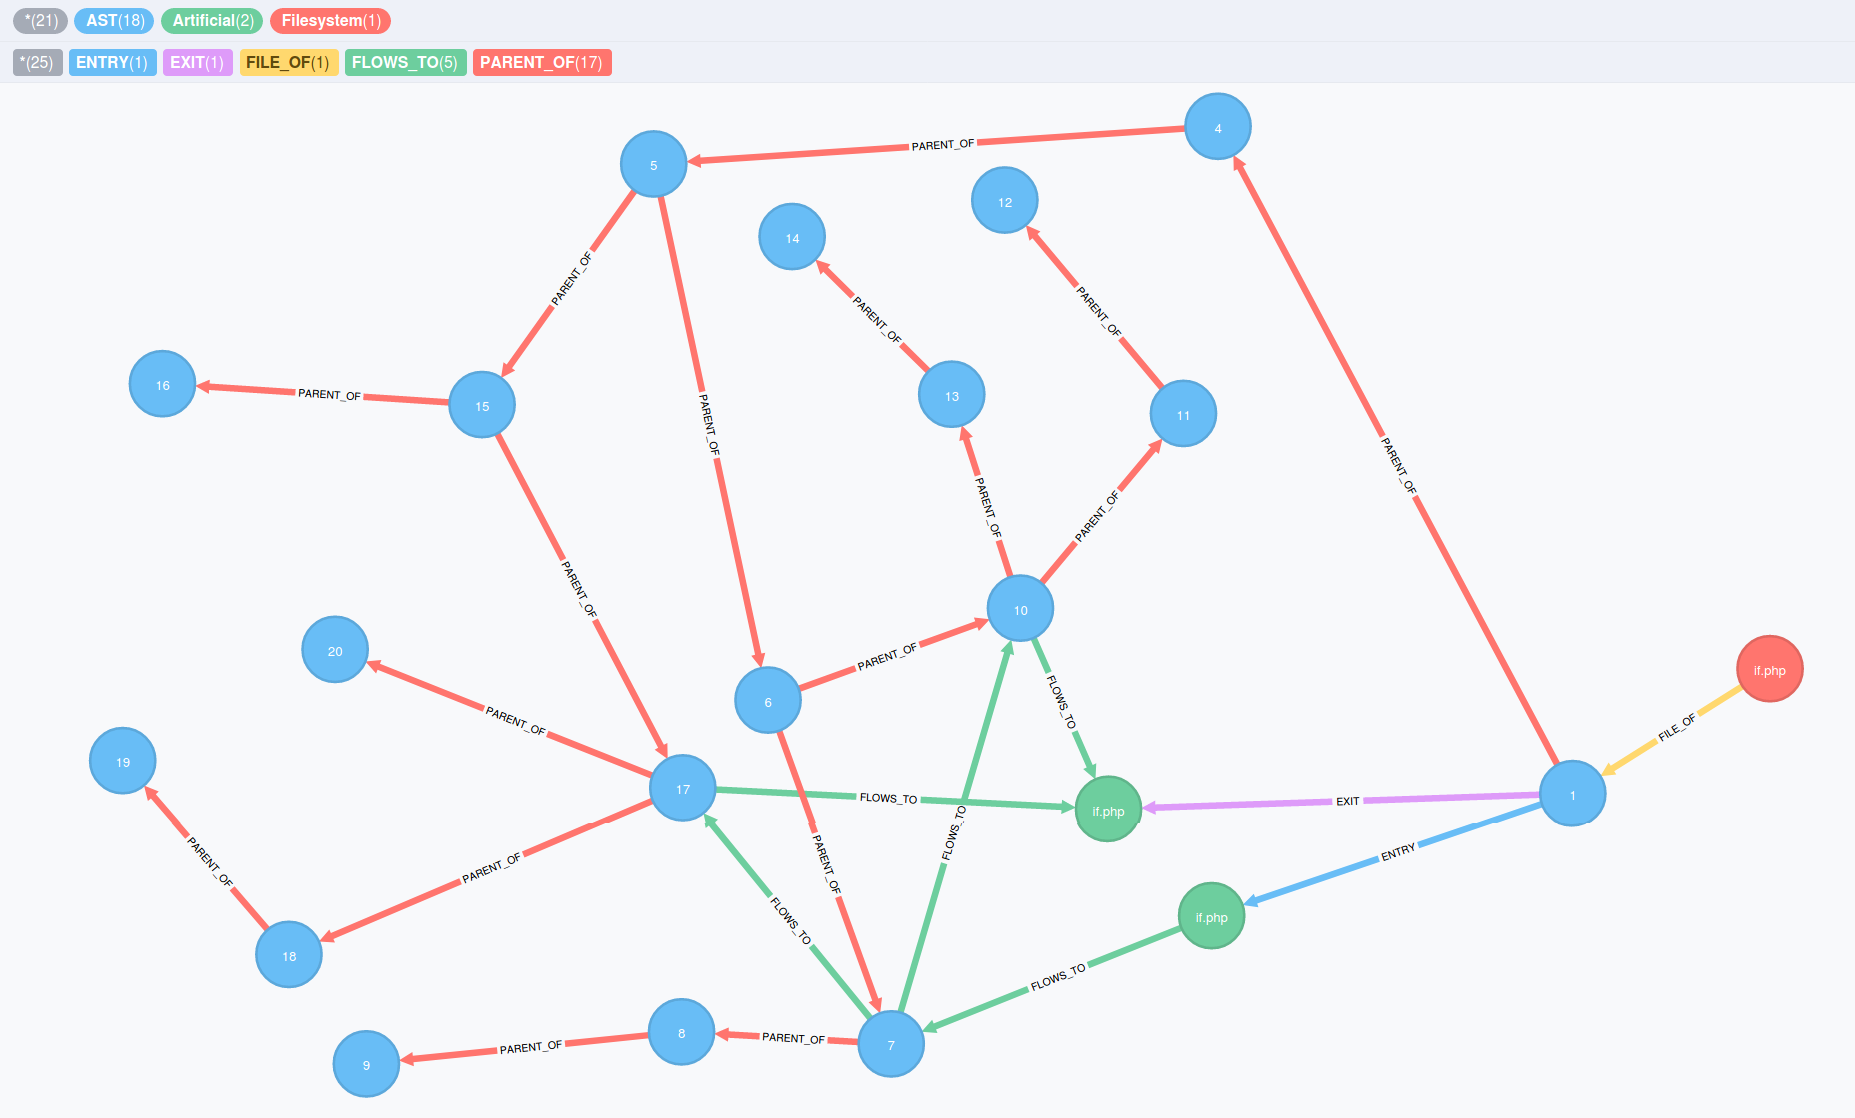 *(21) AST(18) Artificial(2) Filesystem(1)
*(25) ENTRY(1) EXIT(1) FILE_OF(1) FLOWS_TO(5) PARENT_OF(17)
4
PARENT_OF
5
12
14
PARENT_OF
PARENT_OF
PARENT_OF
16
PARENT_OF
15
13
11
PARENT_OF
PARENT_OF
PARENT_OF
PARENT_OF
PARENT_OF
10
20
PARENT_OF
6
FLOWS_TO
if.php
PARENT_OF
FILE_OF
19
17
FLOWS_TO
if.php
EXIT
1
FLOWS_TO
PARENT_OF
PARENT_OF
PARENT_OF
ENTRY
FLOWS_TO
if.php
18
FLOWS_TO
9
PARENT_OF
8
PARENT_OF
7